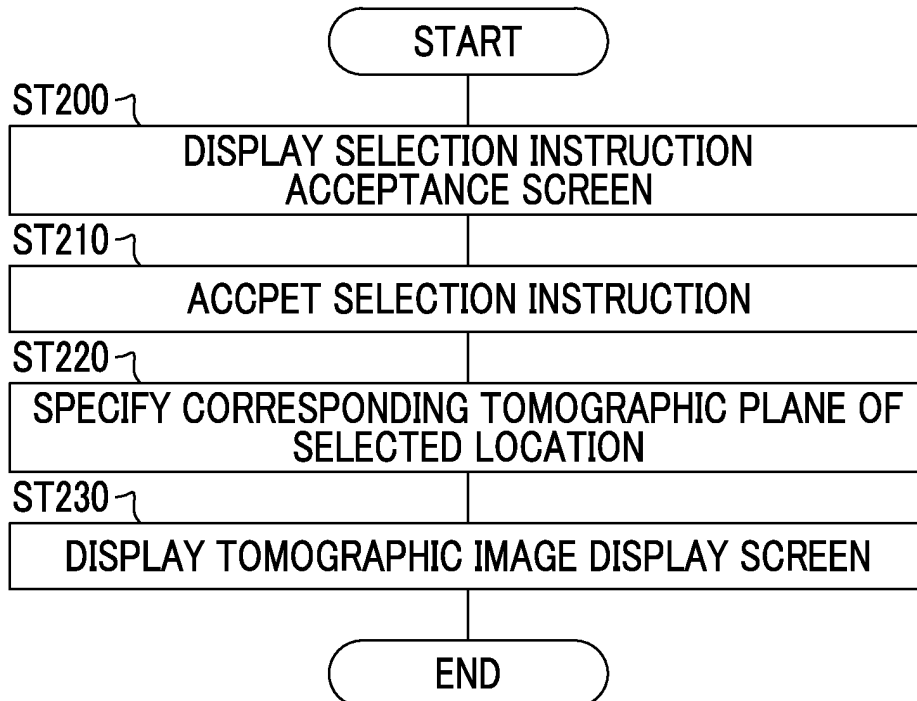 START
ST200
DISPLAY SELECTION INSTRUCTION
ACCEPTANCE SCREEN
ST210
ACCPET SELECTION INSTRUCTION
ST220
SPECIFY CORRESPONDING TOMOGRAPHIC PLANE OF
SELECTED LOCATION
ST230
DISPLAY TOMOGRAPHIC IMAGE DISPLAY SCREEN
END